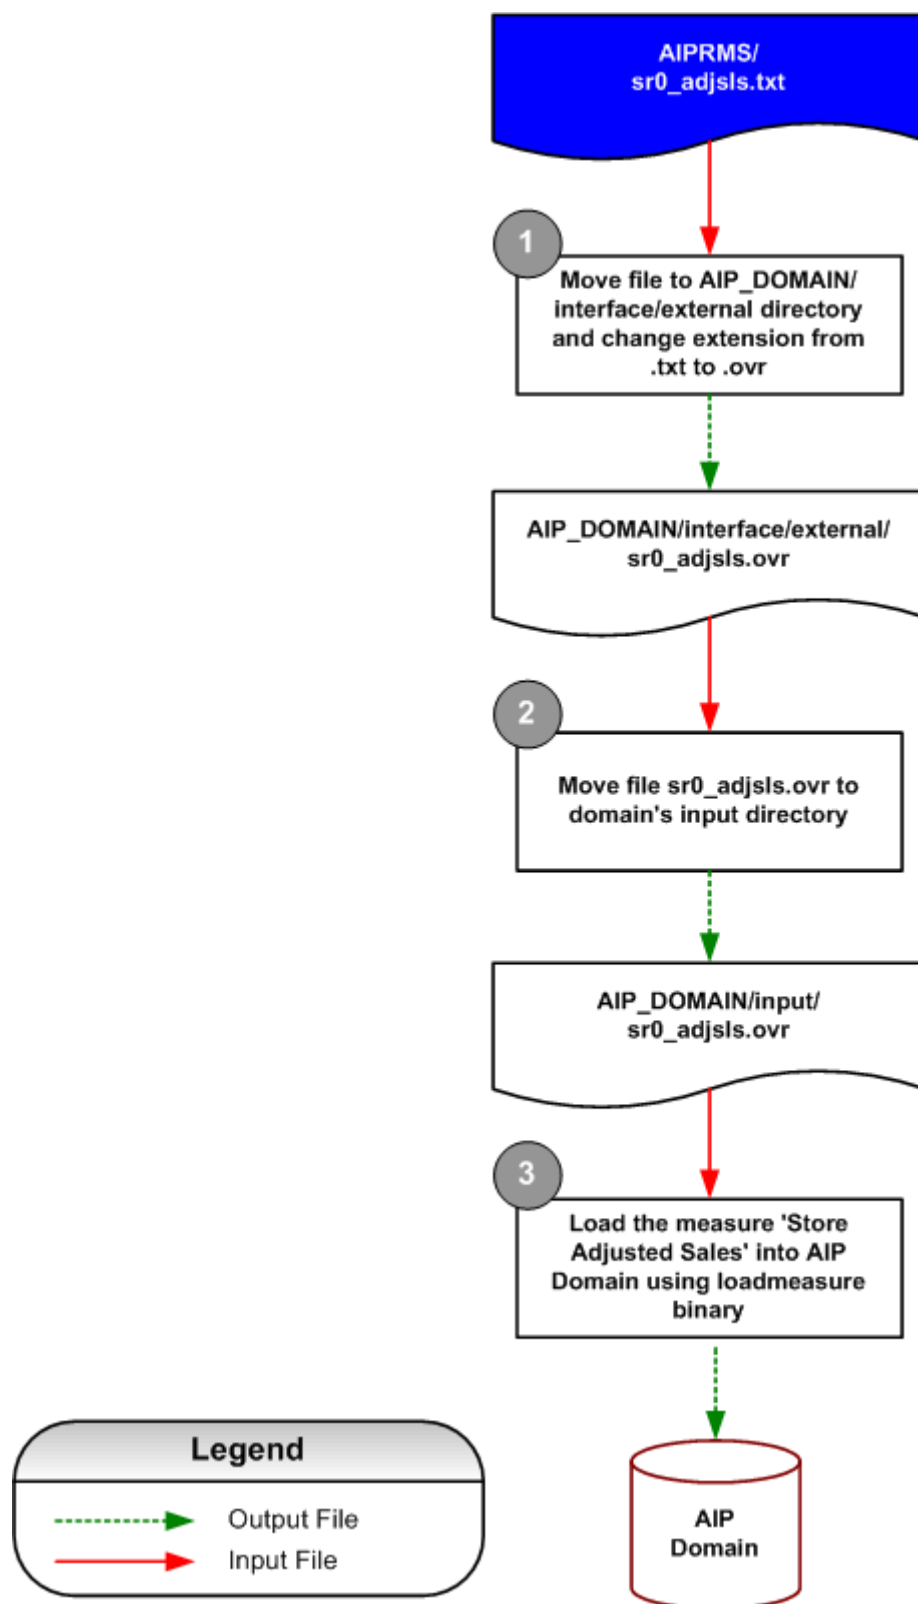 AIPRMS/
sr0_adjsls.txt
1
Move file to AIP_DOMAIN/
interface/external directory
and change extension from
.txt to .ovr
AIP_DOMAIN/interface/external/
sr0_adjsls.ovr
2
Move file sr0_adjsls.ovr to
domain's input directory
AIP_DOMAIN/input/
sr0_adjsls.ovr
3
Load the measure 'Store
Adjusted Sales' into AIP
Domain using loadmeasure
binary
AIP
Domain
Legend
Output File
Input File